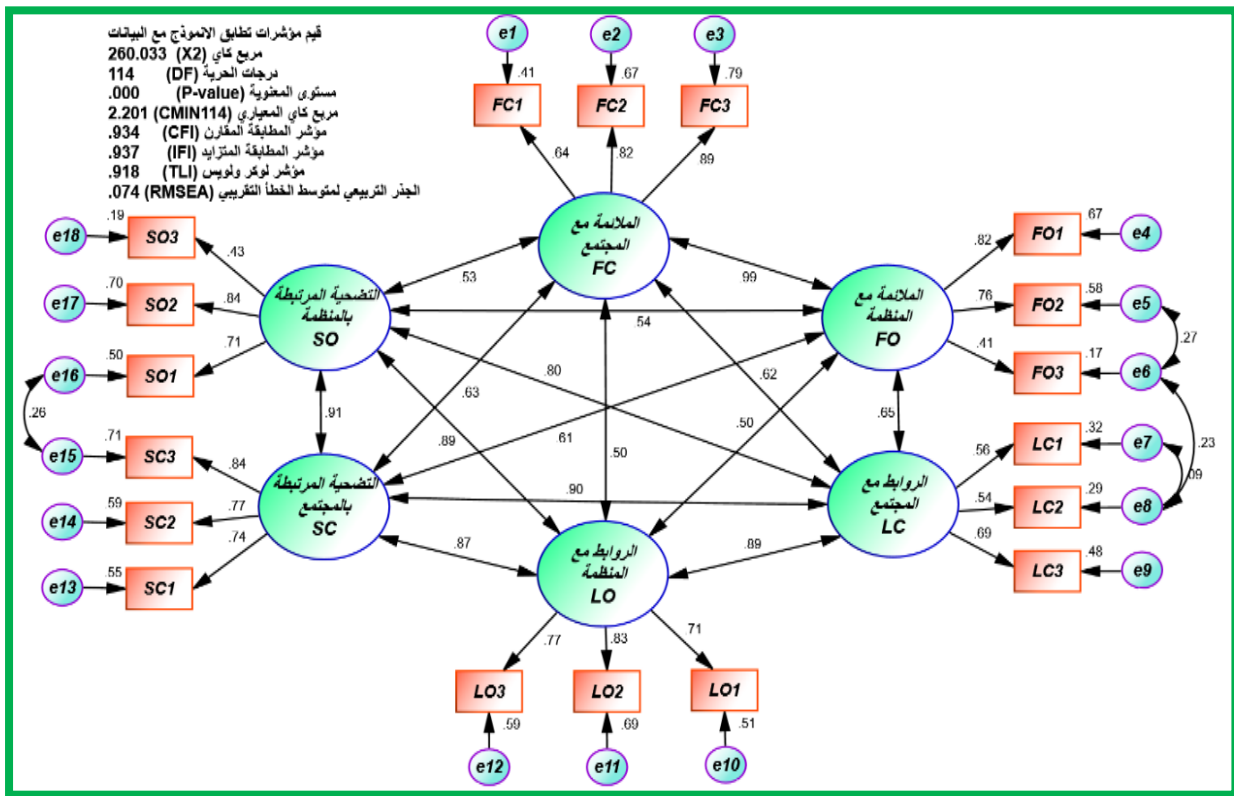 قيم مؤشرات تطابق الانموذج مع البيانات
مربع كاي (X2) 260.033
درجات الحرية (DF) 114
مستوى المعنوية (P-value) .000
مربع كاي المعياري (CMIN114) 2.201
مؤشر المطابقة المقارن (CFI) .934
مؤشر المطابقة المتزايد (IFI) .937
مؤشر لوكر ولويس (TLI) .918
الجذر التربيعي لمتوسط الخطأ التقريبي (RMSEA) .074
e1
e2
e3
.41
.67
.79
FC1
FC2
FC3
.64
.82
.89
الملائمة مع
المجتمع
FC
e18
.19
SO3
.43
e17
.70
SO2
.84
e16
.50
SO1
.71
التضحية المرتبطة
بالمنظمة
SO
.53
.99
.54
الملائمة مع
المنظمة
FO
.82
FO1
.67
e4
.76
FO2
.58
e5
.41
FO3
.17
e6
.27
.63
.80
.62
.26
.91
.89
.61
.50
.50
.65
.23
e15
.71
SC3
.84
e14
.59
SC2
.77
e13
.55
SC1
.74
التضحية المرتبطة
بالمجتمع
SC
.90
.87
.89
الروابط مع
المنظمة
LO
الروابط مع
المجتمع
LC
.56
LC1
.32
e7
.09
.54
LC2
.29
e8
.69
LC3
.48
e9
.77
.83
.71
LO3
LO2
LO1
.59
.69
.51
e12
e11
e10